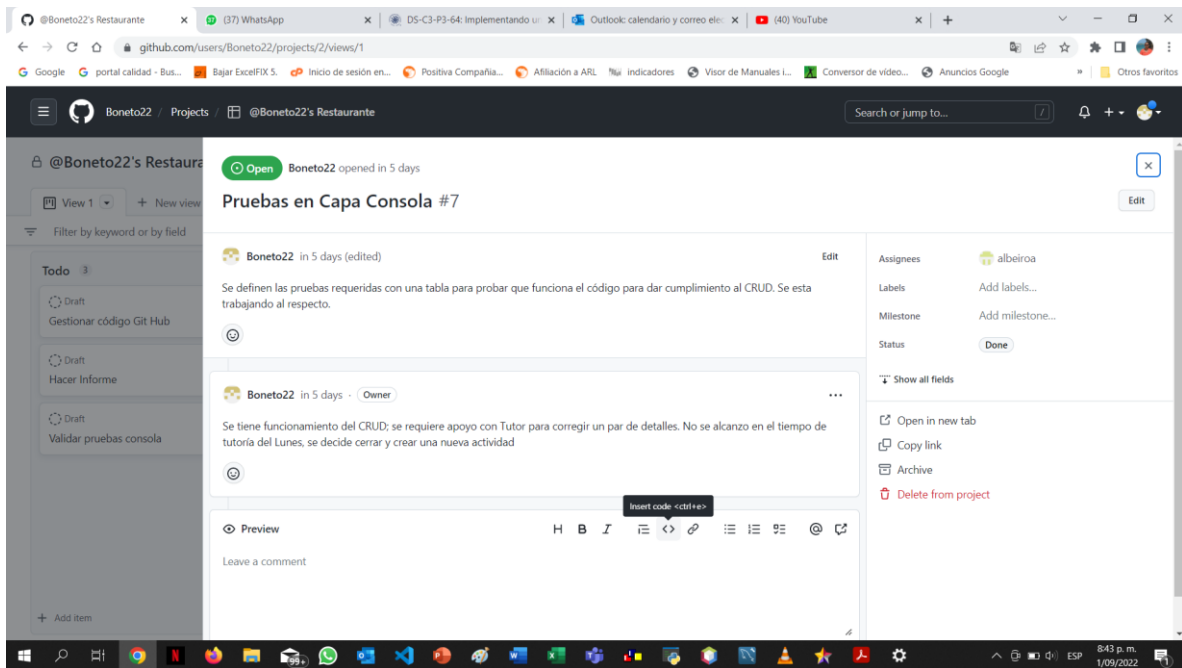 @Boneto22's Restaurante
(37) WhatsApp
DS-C3-P3-64: Implementando u
Outlook: calendario y correo elec
(40) YouTube
github.com/users/Boneto22/projects/2/views/1
Google
portal calidad - Bus...
Bajar ExcelFIX 5.
Inicio de sesión en...
Positiva Compañia...
Afiliación a ARL
indicadores
Visor de Manuales i...
Conversor de vídeo...
Anuncios Google
»
Otros favoritos
Boneto22 / Projects / @Boneto22's Restaurante
Search or jump to...
/
@Boneto22's Restaura
Open Boneto22 opened in 5 days
View 1
+ New view
Pruebas en Capa Consola #7
Edit
Filter by keyword or by field
Todo 3
Draft
Gestionar código Git Hub
Draft
Hacer Informe
Draft
Validar pruebas consola
+ Add item
Boneto22 in 5 days (edited)
Edit
Se definen las pruebas requeridas con una tabla para probar que funciona el código para dar cumplimiento al CRUD. Se esta
trabajando al respecto.
Boneto22 in 5 days · Owner
Se tiene funcionamiento del CRUD; se requiere apoyo con Tutor para corregir un par de detalles. No se alcanzo en el tiempo de
tutoría del Lunes, se decide cerrar y crear una nueva actividad
Insert code <ctrl+e>
Preview
H B I
Leave a comment
Assignees albeiroa
Labels Add labels...
Milestone Add milestone...
Status Done
Show all fields
Open in new tab
Copy link
Archive
Delete from project
99+
ESP
8:43 p. m.
1/09/2022